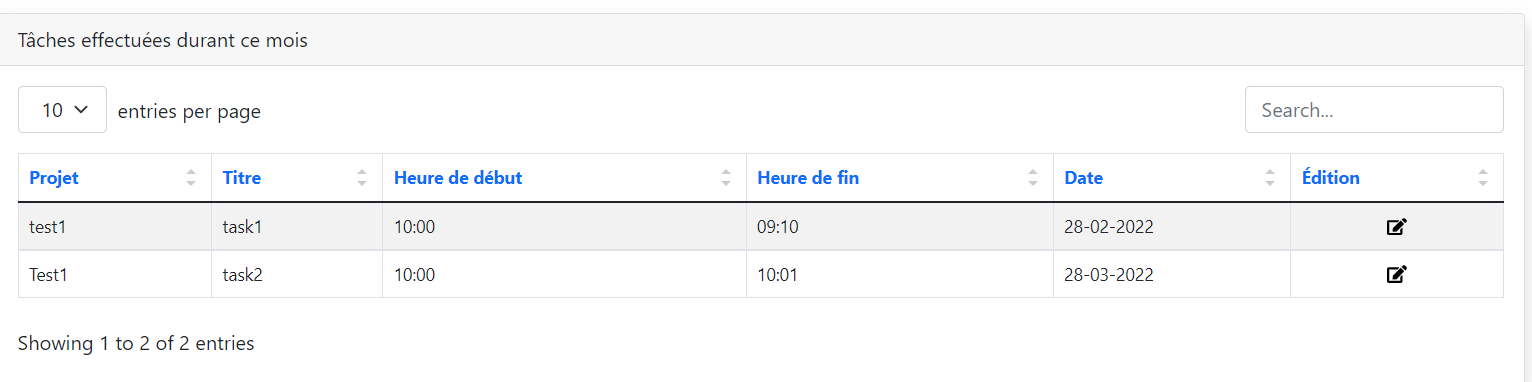 Tâches effectuées durant ce mois
10 entries per page Search...
Projet Titre Heure de début Heure de fin Date Édition
test1 task1 10:00 09:10 28-02-2022
Test1 task2 10:00 10:01 28-03-2022
Showing 1 to 2 of 2 entries